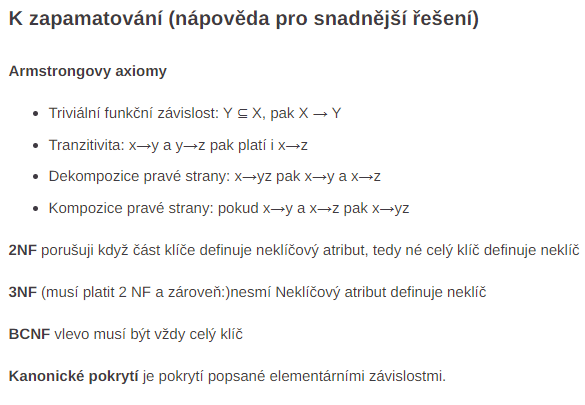 K zapamatování (nápověda pro snadnější řešení)
Armstrongovy axiomy
• Triviální funkční závislost: Y ⊆ X, pak X → Y
• Tranzitivita: x→y a y→z pak platí i x→z
• Dekompozice pravé strany: x→yz pak x→y a x→z
• Kompozice pravé strany: pokud x→y a x→z pak x→yz
2NF porušuji když část klíče definuje neklíčový atribut, tedy né celý klíč definuje neklíč
3NF (musí platit 2 NF a zároveň:)nesmí Neklíčový atribut definuje neklíč
BCNF vlevo musí být vždy celý klíč
Kanonické pokrytí je pokrytí popsané elementárními závislostmi.